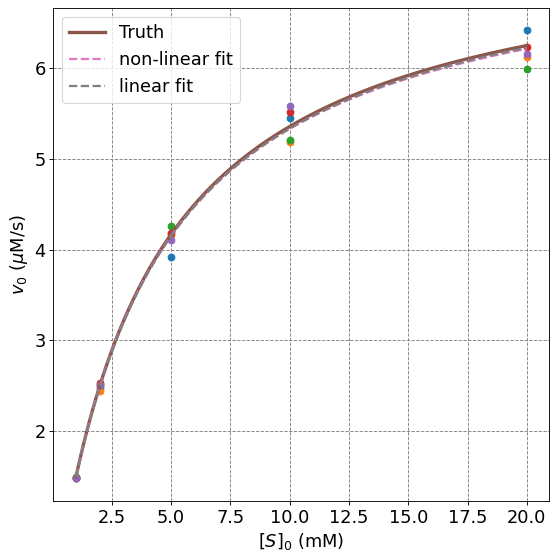 Truth
non-linear fit
linear fit
6
5
4
3
2
v₀ (μM/s)
2.5 5.0 7.5 10.0 12.5 15.0 17.5 20.0
[S]₀ (mM)